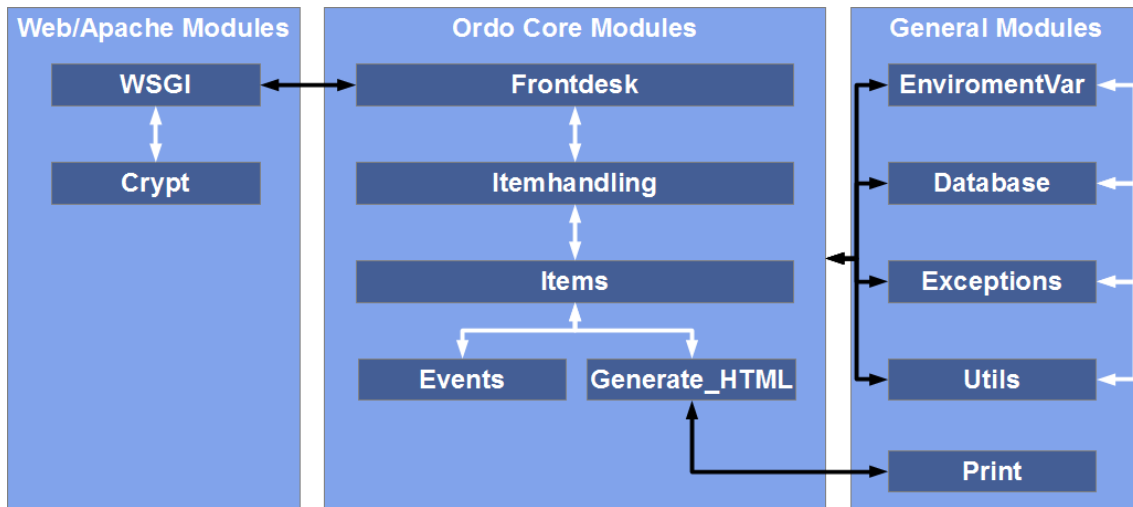 Web/Apache Modules
WSGI
Crypt
Ordo Core Modules
Frontdesk
Itemhandling
Items
Events
Generate_HTML
General Modules
EnviromentVar
Database
Exceptions
Utils
Print